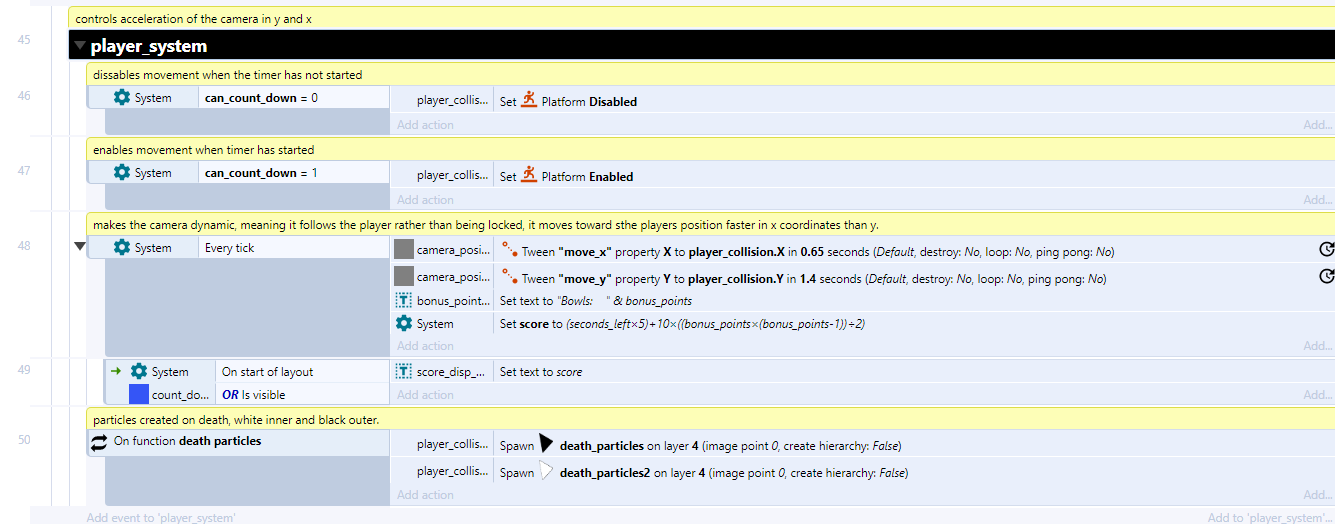 controls acceleration of the camera in y and x
45 player_system
dissables movement when the timer has not started
46 System can_count_down = 0 player_collis... Set Platform Disabled
Add action Add...
enables movement when timer has started
47 System can_count_down = 1 player_collis... Set Platform Enabled
Add action Add...
makes the camera dynamic, meaning it follows the player rather than being locked, it moves toward sthe players position faster in x coordinates than y.
48 System Every tick camera_posi... Tween "move_x" property X to player_collision.X in 0.65 seconds (Default, destroy: No, loop: No, ping pong: No)
camera_posi... Tween "move_y" property Y to player_collision.Y in 1.4 seconds (Default, destroy: No, loop: No, ping pong: No)
bonus_point... Set text to "Bowls:    " & bonus_points
System Set score to (seconds_left×5)+10×((bonus_points×(bonus_points-1))÷2)
Add action Add...
49 System On start of layout score_disp_... Set text to score
count_do... OR Is visible Add action Add...
particles created on death, white inner and black outer.
50 On function death particles player_collis... Spawn death_particles on layer 4 (image point 0, create hierarchy: False)
player_collis... Spawn death_particles2 on layer 4 (image point 0, create hierarchy: False)
Add action Add...
Add event to 'player_system' Add to 'player_system'...